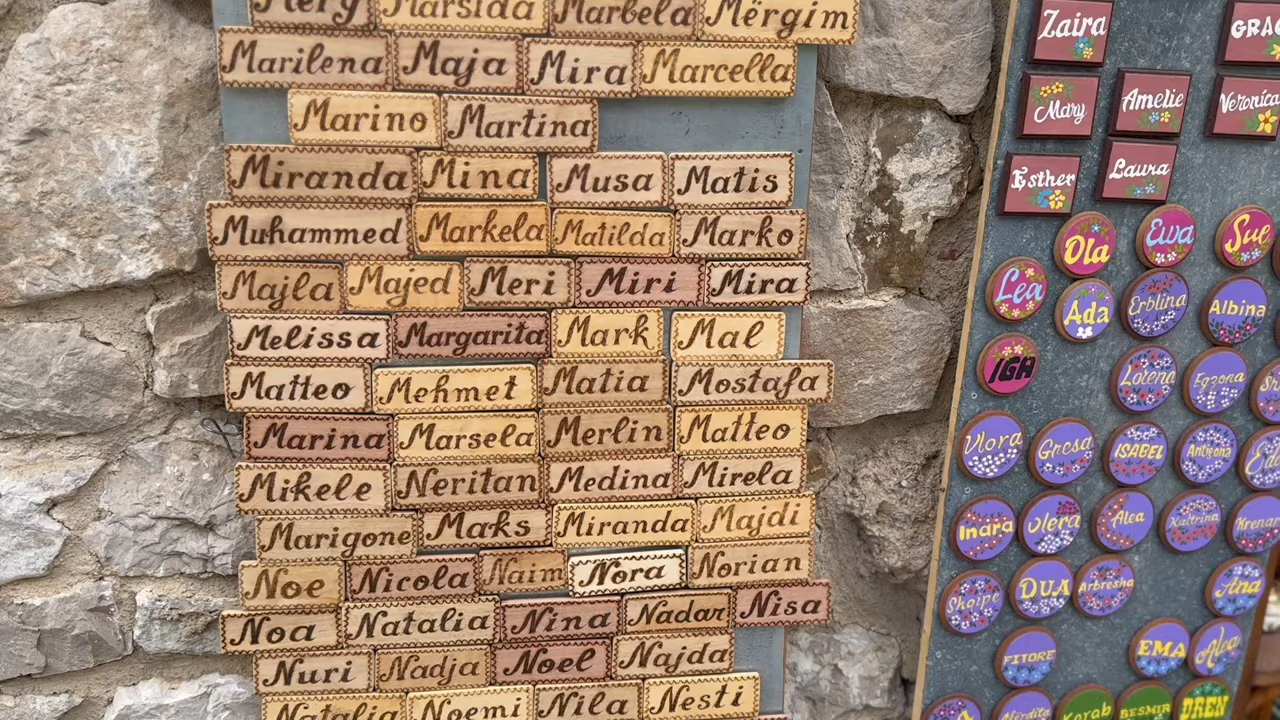 Marsida Marbela Mërgim
Marilena Maja Mira Marcella
Marino Martina
Miranda Mina Musa Matis
Muhammed Markela Matilda Marko
Majla Majed Meri Miri Mira
Melissa Margarita Mark Mal
Matteo Mehmet Matia Mostafa
Marina Marsela Merlin Matteo
Mikele Neritan Medina Mirela
Marigone Maks Miranda Majdi
Noe Nicola Naim Nora Norian
Noa Natalia Nina Nadar Nisa
Nuri Nadja Noel Najda
Natalia Noemi Nila Nesti
Zaira
Mary Amelie Veronica
Esther Laura
Ola Ewa Sue
Lea Ada Erblina Albina
IGA Lorena Egzona
Vlora Gresa ISABEL Antigona
Inara Vlera Alea Kaltrina
Shqipe DUA Arbresha Ana
FITORE EMA Alea
Korab BESMIR DREN